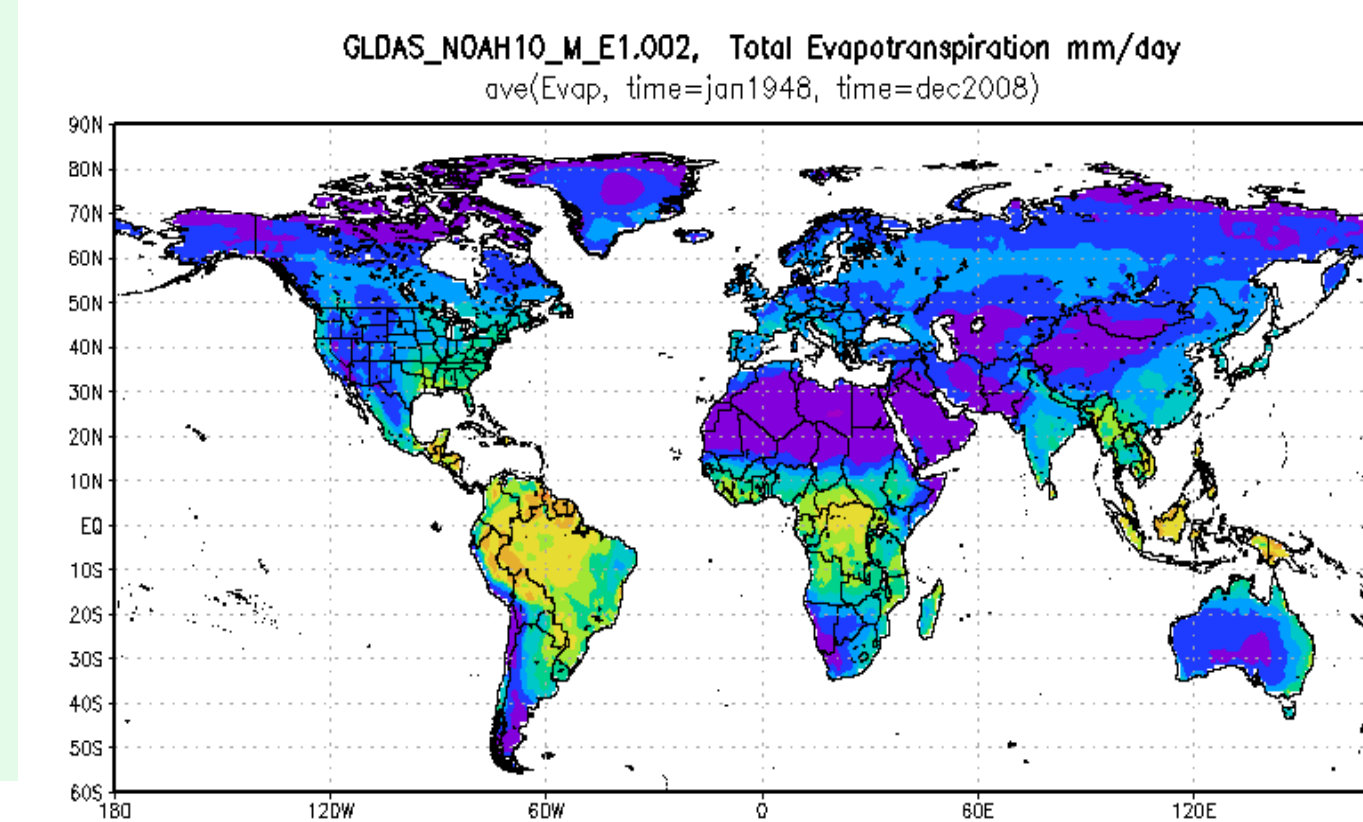 GLDAS_NOAH10_M_E1.002, Total Evapotranspiration mm/day
ave(Evap, time=jan1948, time=dec2008)
90N
80N
70N
60N
50N
40N
30N
20N
10N
EQ
10S
20S
30S
40S
50S
60S
180 120W 60W 0 60E 120E